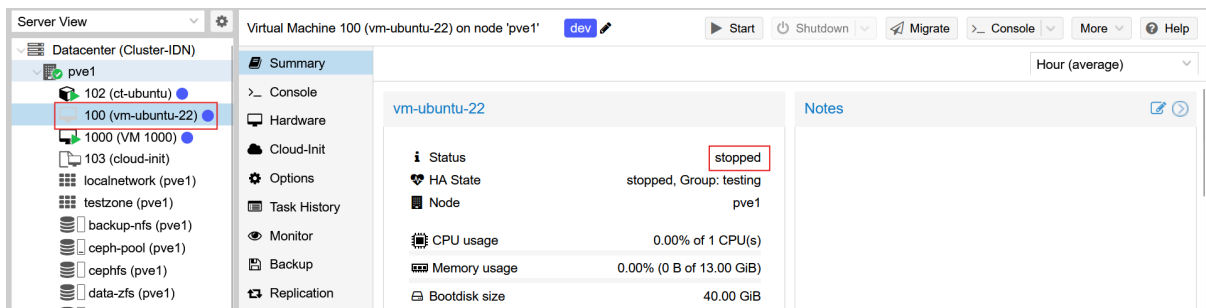 Server View
Datacenter (Cluster-IDN)
pve1
102 (ct-ubuntu)
100 (vm-ubuntu-22)
1000 (VM 1000)
103 (cloud-init)
localnetwork (pve1)
testzone (pve1)
backup-nfs (pve1)
ceph-pool (pve1)
cephfs (pve1)
data-zfs (pve1)
Virtual Machine 100 (vm-ubuntu-22) on node 'pve1' dev Start Shutdown Migrate >_ Console More Help
Summary
>_ Console
Hardware
Cloud-Init
Options
Task History
Monitor
Backup
Replication
Hour (average)
vm-ubuntu-22
Status stopped
HA State stopped, Group: testing
Node pve1
CPU usage 0.00% of 1 CPU(s)
Memory usage 0.00% (0 B of 13.00 GiB)
Bootdisk size 40.00 GiB
Notes